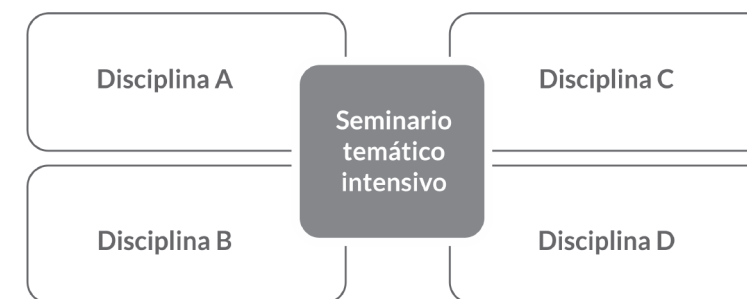 Disciplina A
Disciplina C
Seminario
temático
intensivo
Disciplina B
Disciplina D